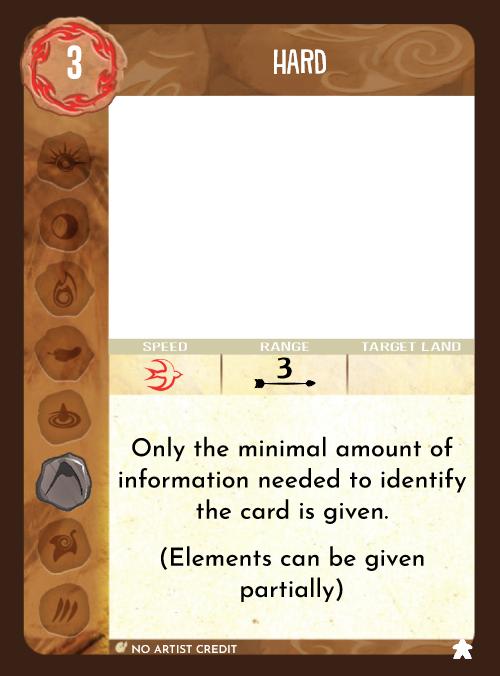 3
HARD
SPEED RANGE TARGET LAND
3
Only the minimal amount of
information needed to identify
the card is given.
(Elements can be given
partially)
NO ARTIST CREDIT